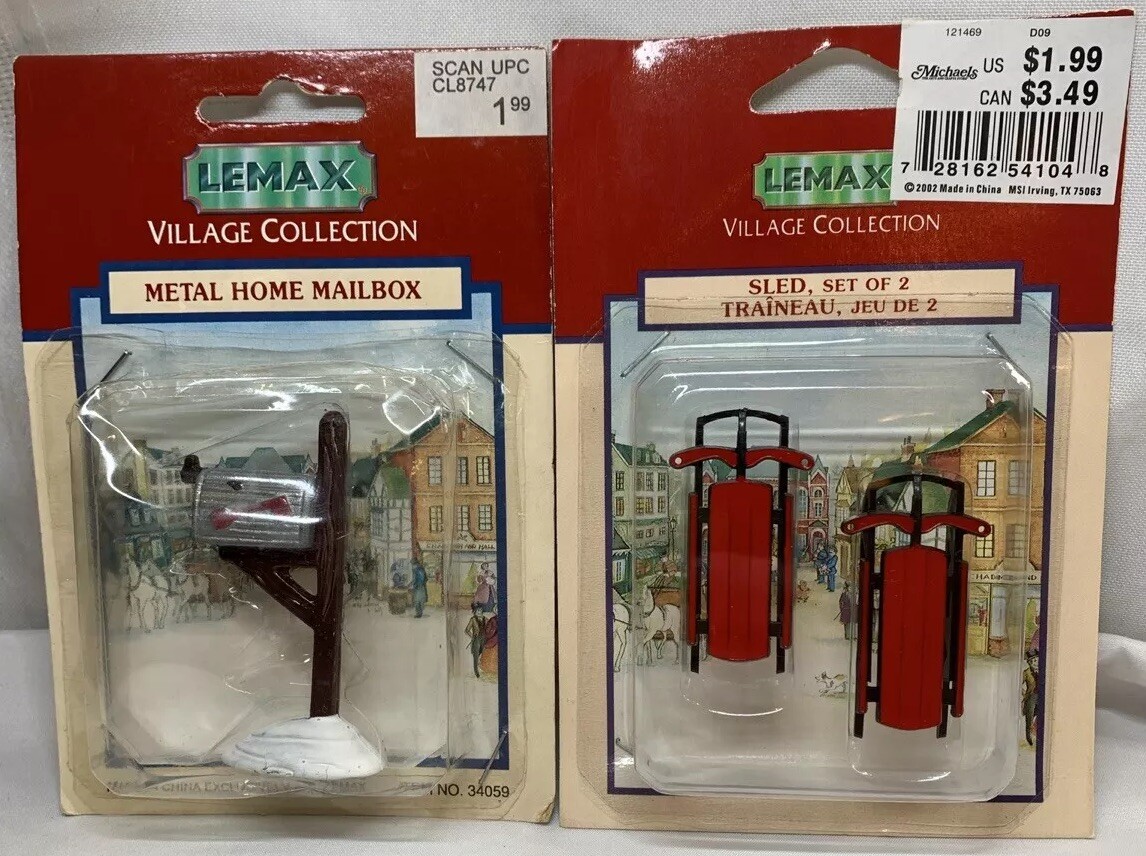 SCAN UPC
CL8747
1.99
LEMAX
VILLAGE COLLECTION
METAL HOME MAILBOX
CHINA
LEMAX
NO. 34059
121469 D09
Michaels US $1.99
CAN $3.49
7 28162 54104 8
© 2002 Made in China MSI Irving, TX 75063
LEMAX
VILLAGE COLLECTION
SLED, SET OF 2
TRAÎNEAU, JEU DE 2